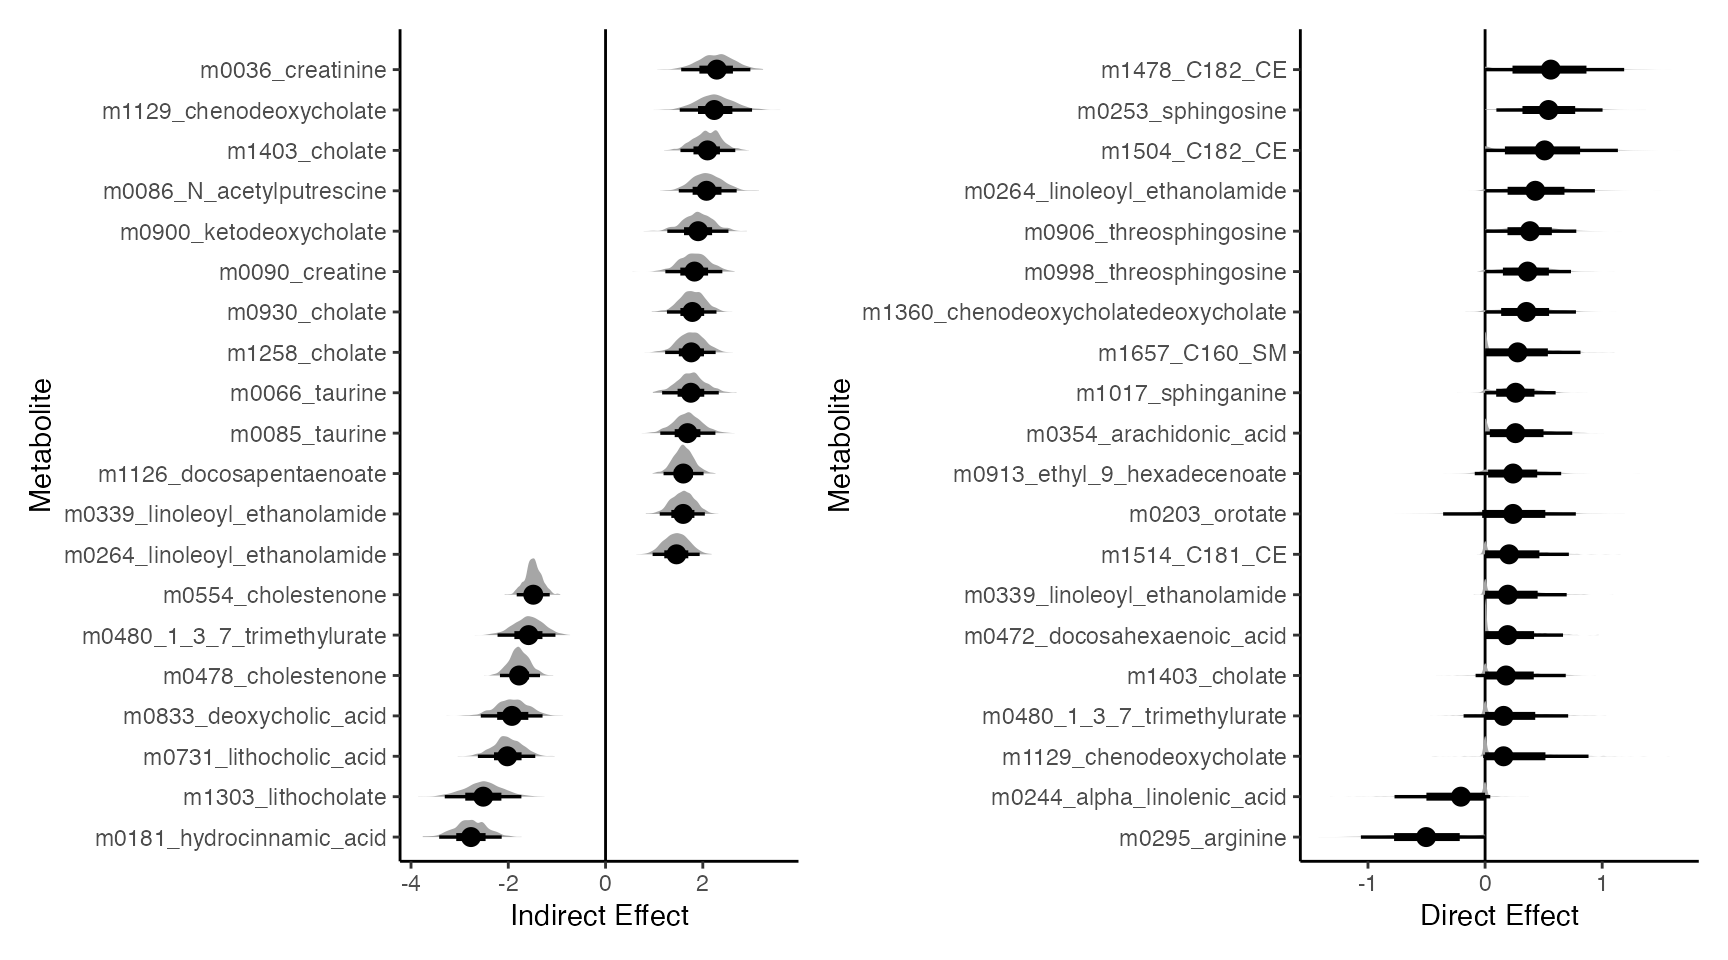 Metabolite
m0036_creatinine
m1129_chenodeoxycholate
m1403_cholate
m0086_N_acetylputrescine
m0900_ketodeoxycholate
m0090_creatine
m0930_cholate
m1258_cholate
m0066_taurine
m0085_taurine
m1126_docosapentaenoate
m0339_linoleoyl_ethanolamide
m0264_linoleoyl_ethanolamide
m0554_cholestenone
m0480_1_3_7_trimethylurate
m0478_cholestenone
m0833_deoxycholic_acid
m0731_lithocholic_acid
m1303_lithocholate
m0181_hydrocinnamic_acid
-4 -2 0 2
Indirect Effect
Metabolite
m1478_C182_CE
m0253_sphingosine
m1504_C182_CE
m0264_linoleoyl_ethanolamide
m0906_threosphingosine
m0998_threosphingosine
m1360_chenodeoxycholatedeoxycholate
m1657_C160_SM
m1017_sphinganine
m0354_arachidonic_acid
m0913_ethyl_9_hexadecenoate
m0203_orotate
m1514_C181_CE
m0339_linoleoyl_ethanolamide
m0472_docosahexaenoic_acid
m1403_cholate
m0480_1_3_7_trimethylurate
m1129_chenodeoxycholate
m0244_alpha_linolenic_acid
m0295_arginine
-1 0 1
Direct Effect